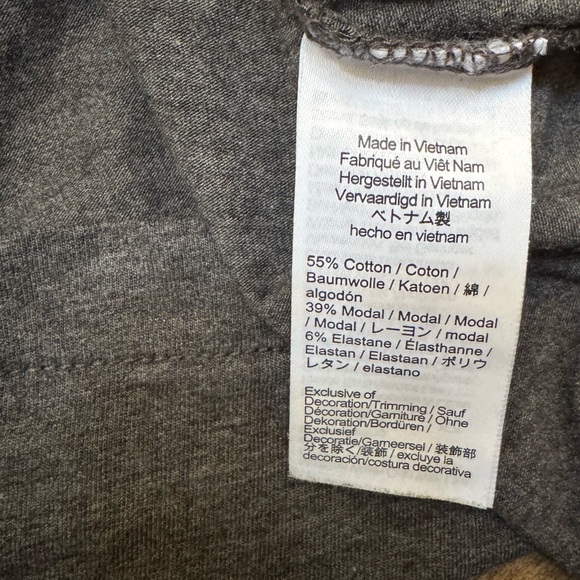 Made in Vietnam
Fabriqué au Viêt Nam
Hergestellt in Vietnam
Vervaardigd in Vietnam
ベトナム製
hecho en vietnam
55% Cotton / Coton /
Baumwolle / Katoen / 綿 /
algodón
39% Modal / Modal / Modal
/ Modal / レーヨン / modal
6% Elastane / Élasthanne /
Elastan / Elastaan / ポリウ
レタン / elastano
Exclusive of
Decoration/Trimming / Sauf
Décoration/Garniture / Ohne
Dekoration/Bordüren /
Exclusief
Decoratie/Garneersel / 装飾部
分を除く/装飾 / excluye la
decoración/costura decorativa